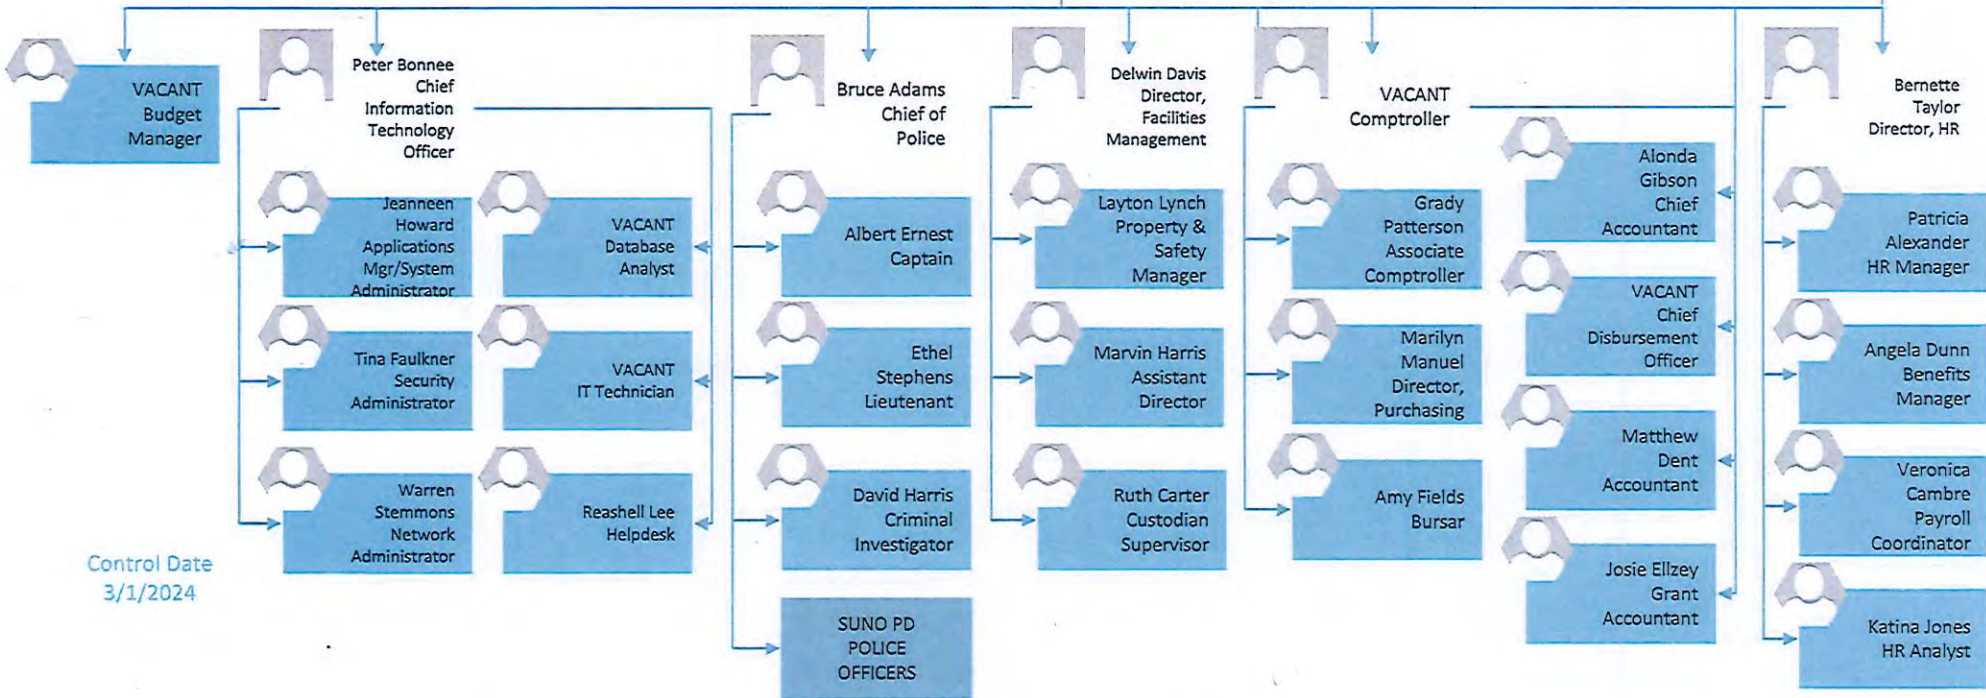 VACANT
Budget
Manager
Peter Bonnee
Chief
Information
Technology
Officer
Jeanneen
Howard
Applications
Mgr/System
Administrator
Tina Faulkner
Security
Administrator
Warren
Stemmons
Network
Administrator
VACANT
Database
Analyst
VACANT
IT Technician
Reashell Lee
Helpdesk
Bruce Adams
Chief of
Police
Albert Ernest
Captain
Ethel
Stephens
Lieutenant
David Harris
Criminal
Investigator
SUNO PD
POLICE
OFFICERS
Delwin Davis
Director,
Facilities
Management
Layton Lynch
Property &
Safety
Manager
Marvin Harris
Assistant
Director
Ruth Carter
Custodian
Supervisor
VACANT
Comptroller
Grady
Patterson
Associate
Comptroller
Marilyn
Manuel
Director,
Purchasing
Amy Fields
Bursar
Alonda
Gibson
Chief
Accountant
VACANT
Chief
Disbursement
Officer
Matthew
Dent
Accountant
Josie Ellzey
Grant
Accountant
Bernette
Taylor
Director, HR
Patricia
Alexander
HR Manager
Angela Dunn
Benefits
Manager
Veronica
Cambre
Payroll
Coordinator
Katina Jones
HR Analyst
Control Date
3/1/2024